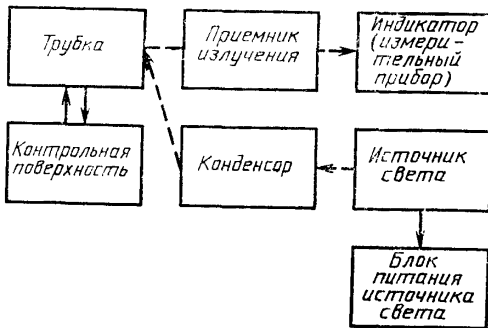 Трубка
Приемник
излучения
Индикатор
(измери-
тельный
прибор)
Контрольная
поверхность
Конденсор
Источник
света
Блок
питания
источника
света